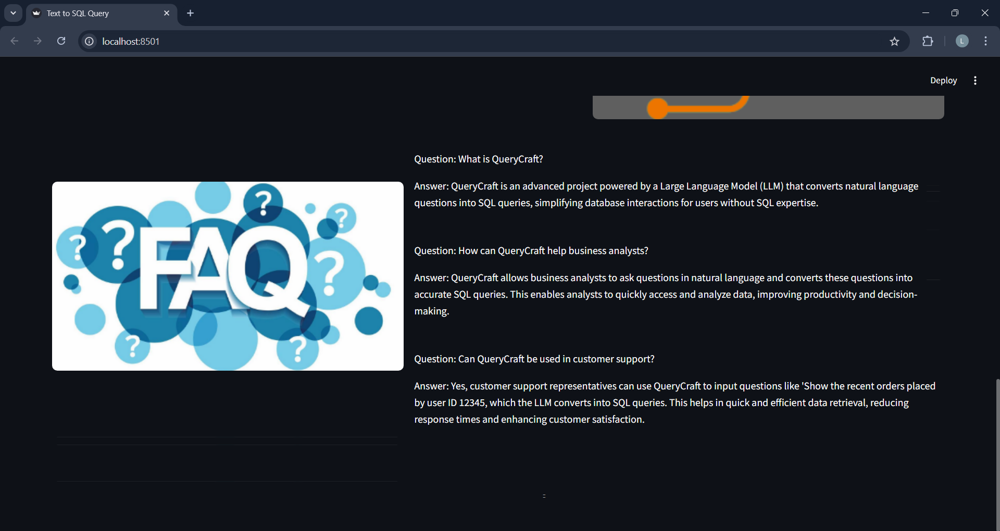 Text to SQL Query
localhost:8501
L
Deploy
Question: What is QueryCraft?
Answer: QueryCraft is an advanced project powered by a Large Language Model (LLM) that converts natural language
questions into SQL queries, simplifying database interactions for users without SQL expertise.
? ? ? ? FAQ ? ? ?
Question: How can QueryCraft help business analysts?
Answer: QueryCraft allows business analysts to ask questions in natural language and converts these questions into
accurate SQL queries. This enables analysts to quickly access and analyze data, improving productivity and decision-
making.
Question: Can QueryCraft be used in customer support?
Answer: Yes, customer support representatives can use QueryCraft to input questions like 'Show the recent orders placed
by user ID 12345, which the LLM converts into SQL queries. This helps in quick and efficient data retrieval, reducing
response times and enhancing customer satisfaction.